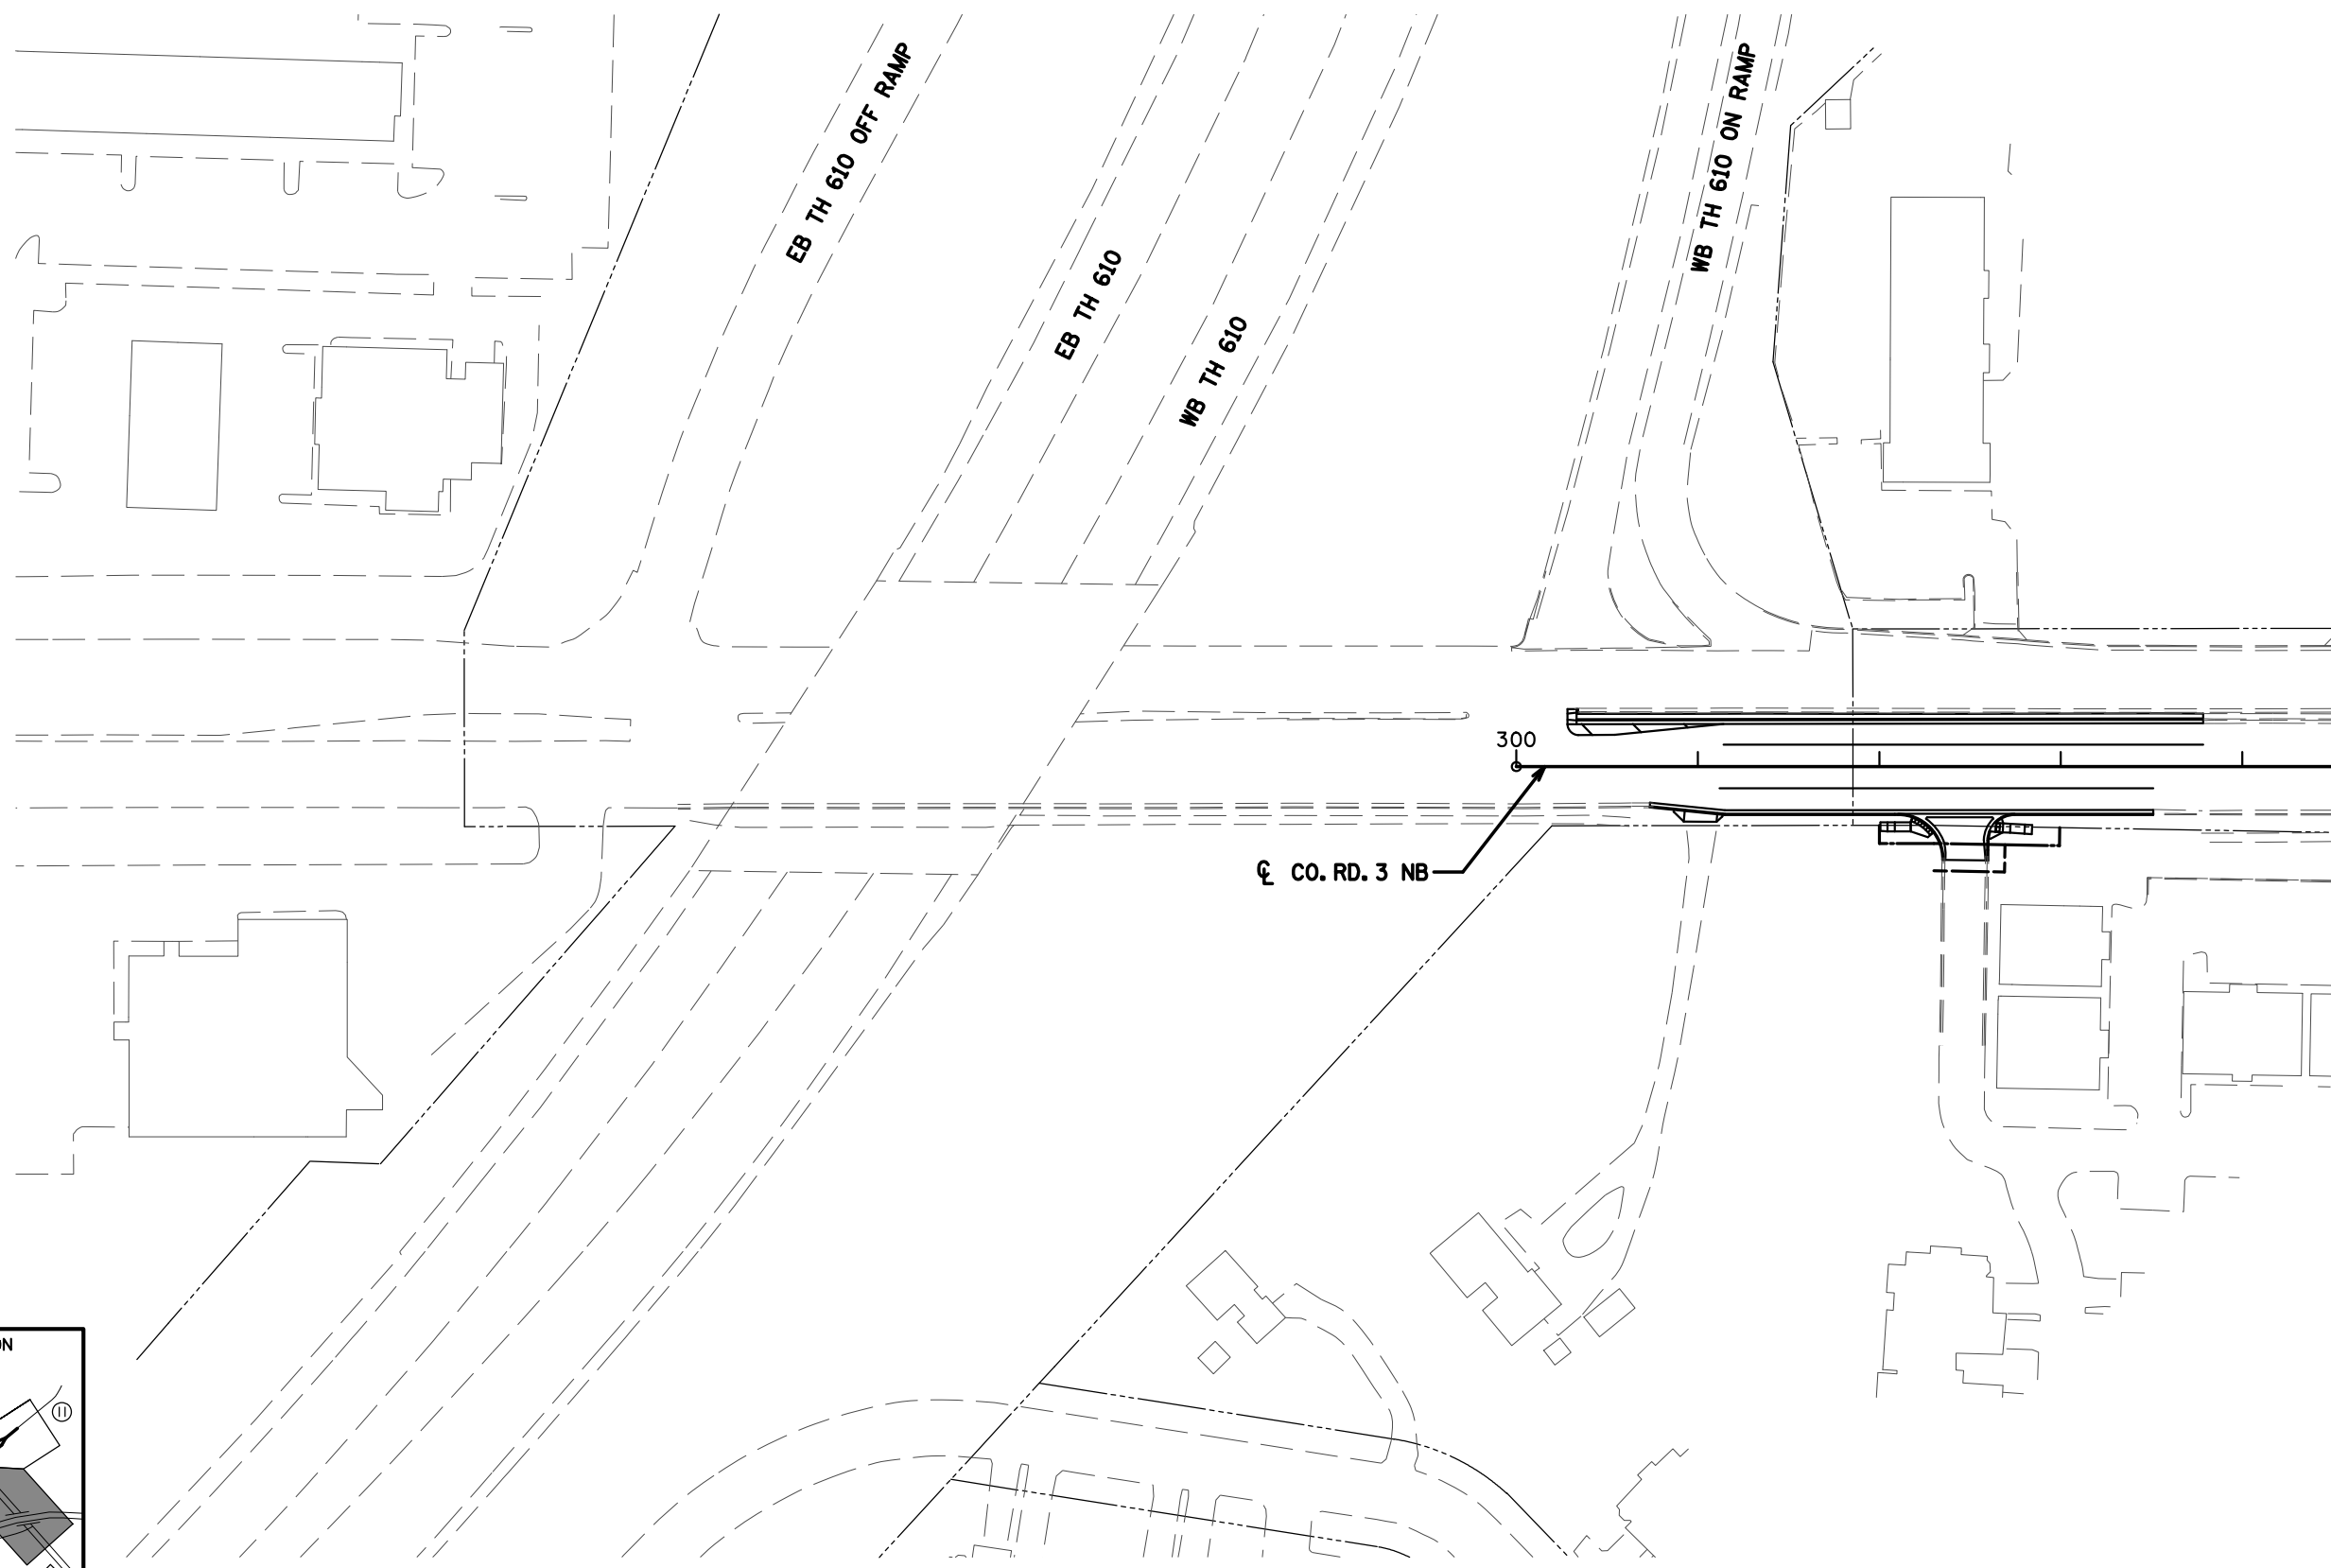 EB TH 610 OFF RAMP
WB TH 610 ON RAMP
EB TH 610
WB TH 610
300
℄ CO. RD. 3 NB
11